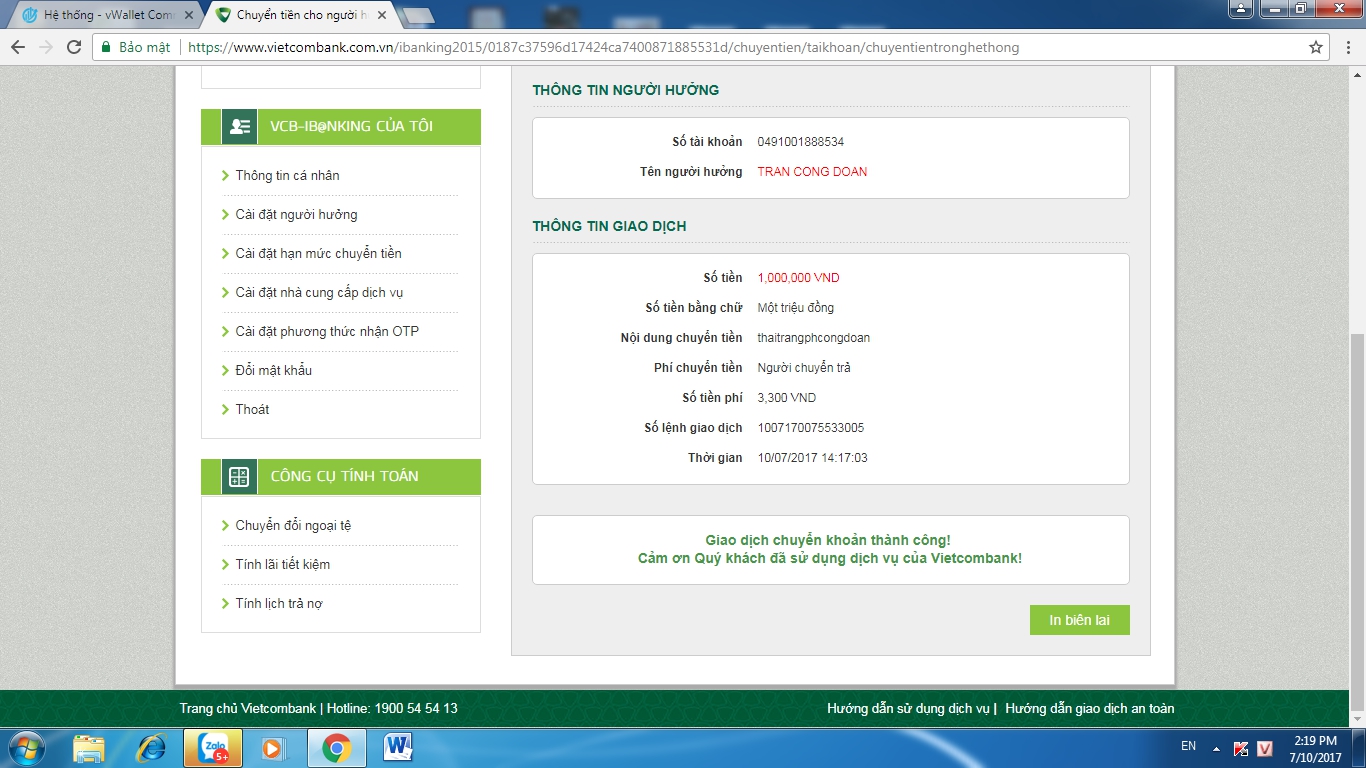 Hệ thống - vWallet Com
Chuyển tiền cho người h
Bảo mật
https://www.vietcombank.com.vn/ibanking2015/0187c37596d17424ca7400871885531d/chuyentien/taikhoan/chuyentientronghethong
VCB-IB@NKING CỦA TÔI
Thông tin cá nhân
Cài đặt người hưởng
Cài đặt hạn mức chuyển tiền
Cài đặt nhà cung cấp dịch vụ
Cài đặt phương thức nhận OTP
Đổi mật khẩu
Thoát
CÔNG CỤ TÍNH TOÁN
Chuyển đổi ngoại tệ
Tính lãi tiết kiệm
Tính lịch trả nợ
THÔNG TIN NGƯỜI HƯỞNG
Số tài khoản 0491001888534
Tên người hưởng TRAN CONG DOAN
THÔNG TIN GIAO DỊCH
Số tiền 1,000,000 VND
Số tiền bằng chữ Một triệu đồng
Nội dung chuyển tiền thaitrangphcongdoan
Phí chuyển tiền Người chuyển trả
Số tiền phí 3,300 VND
Số lệnh giao dịch 1007170075533005
Thời gian 10/07/2017 14:17:03
Giao dịch chuyển khoản thành công!
Cảm ơn Quý khách đã sử dụng dịch vụ của Vietcombank!
In biên lai
Trang chủ Vietcombank | Hotline: 1900 54 54 13
Hướng dẫn sử dụng dịch vụ | Hướng dẫn giao dịch an toàn
Zalo
5+
EN
2:19 PM
7/10/2017